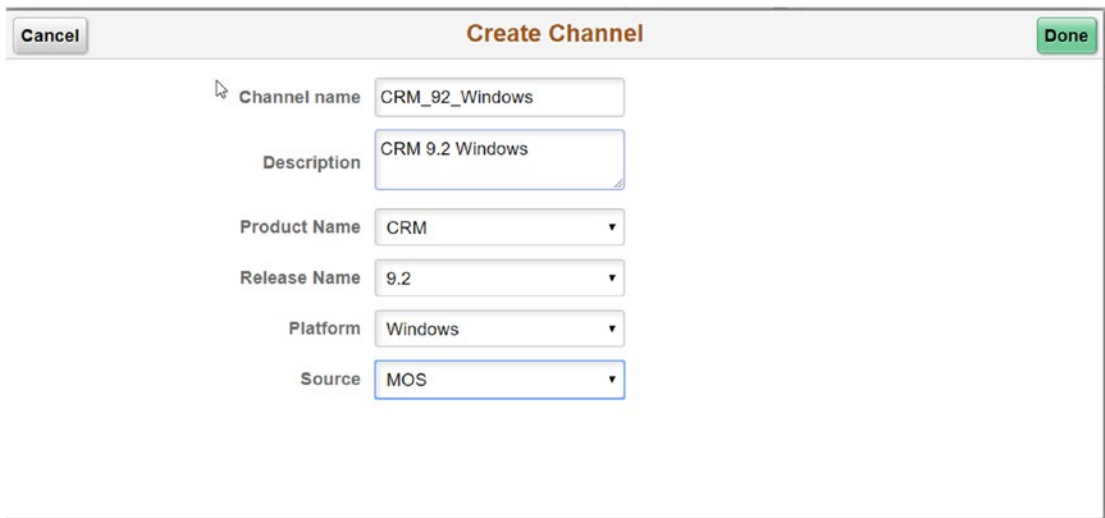 Cancel Create Channel Done
Channel name CRM_92_Windows
Description CRM 9.2 Windows
Product Name CRM
Release Name 9.2
Platform Windows
Source MOS